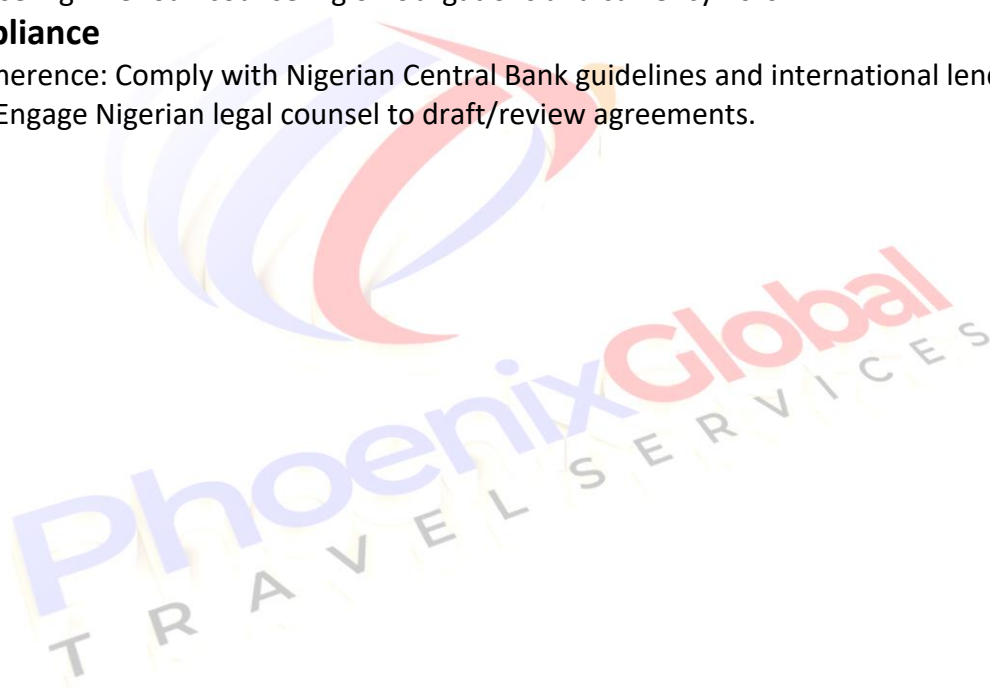 pliance
herence: Comply with Nigerian Central Bank guidelines and international lend
Engage Nigerian legal counsel to draft/review agreements.
PhoenixGlobal
TRAVEL SERVICES